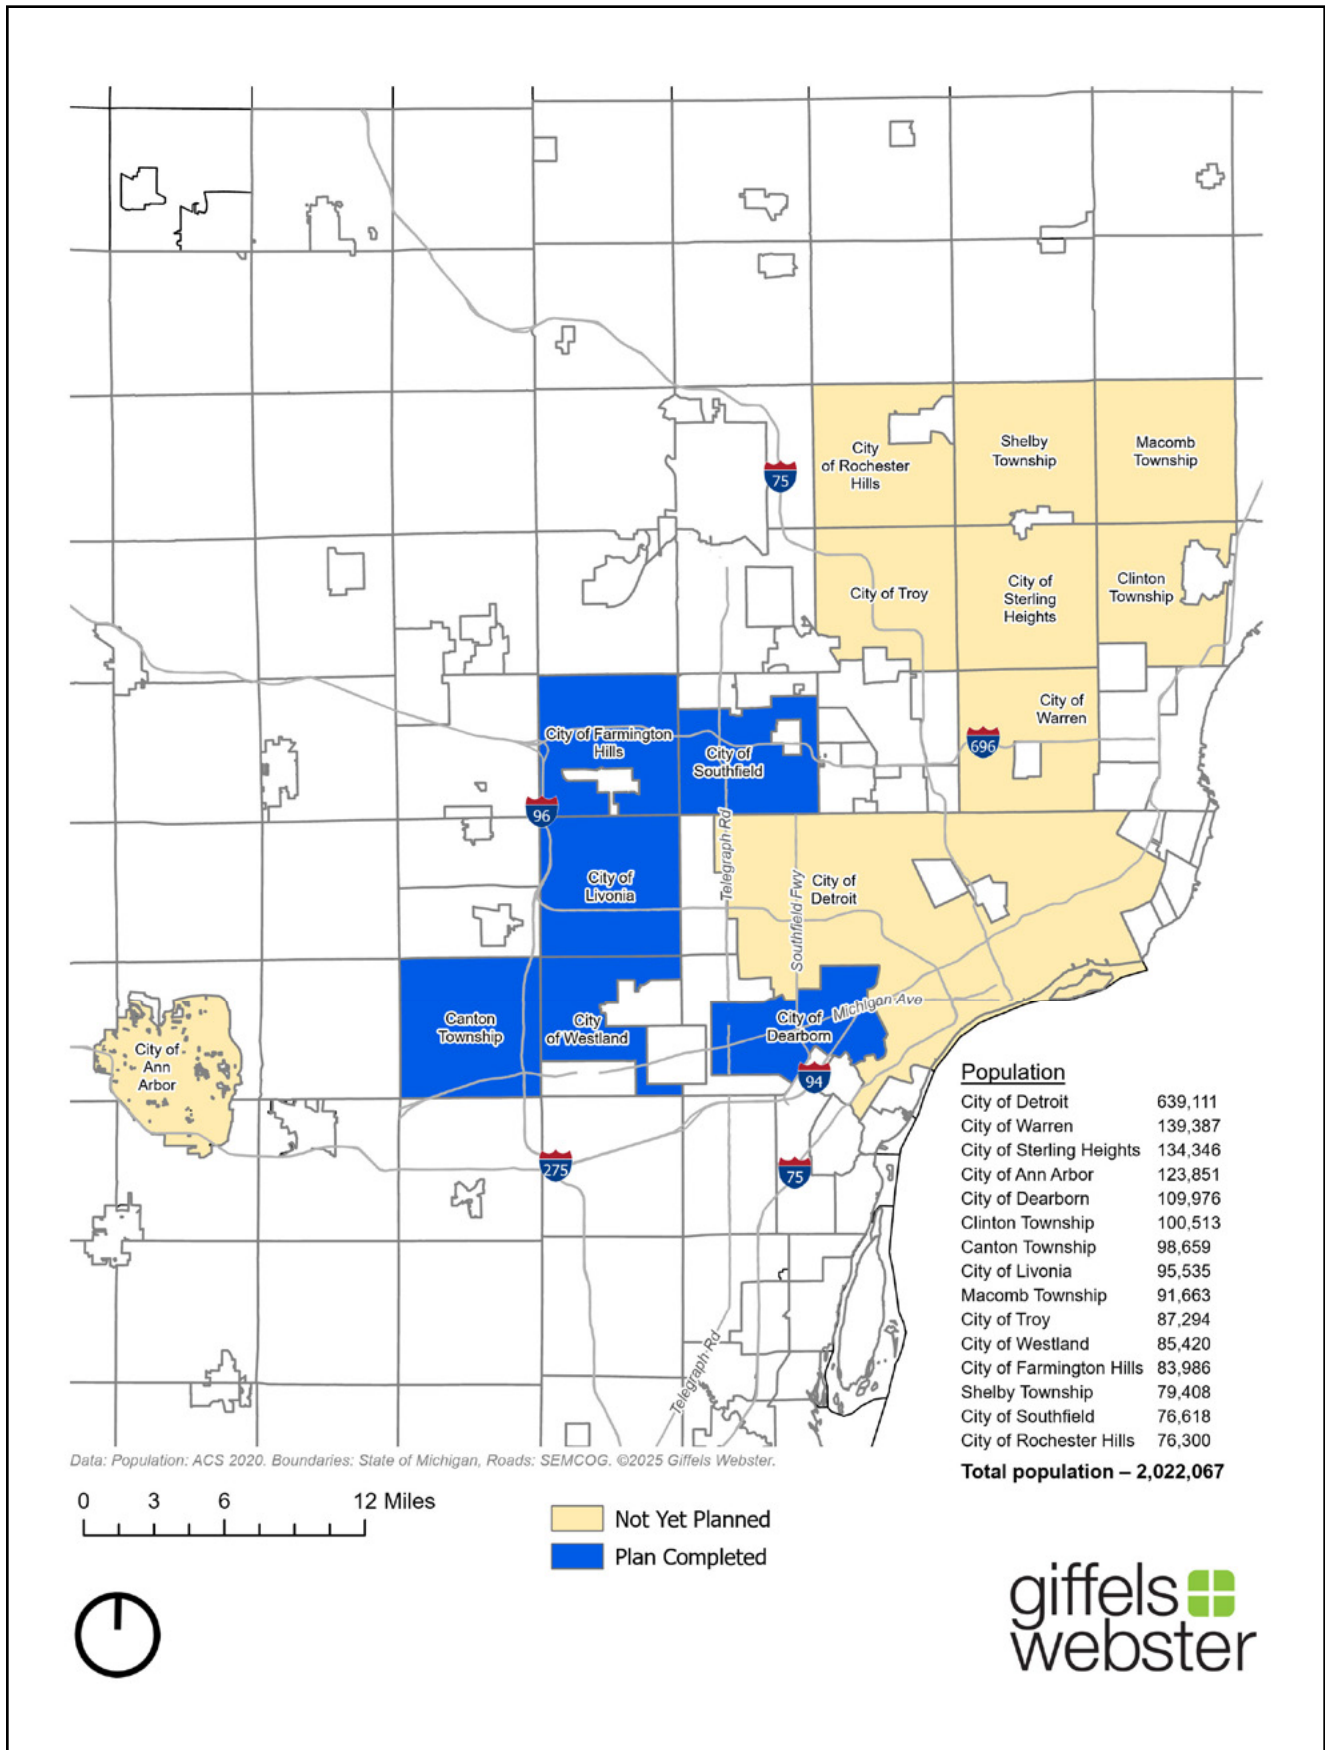 City
of Rochester
Hills
Shelby
Township
Macomb
Township
75
City of Troy
City of
Sterling
Heights
Clinton
Township
City of
Warren
696
City of Farmington
Hills
City of
Southfield
96
Telegraph Rd
City of
Livonia
Southfield Fwy
City of
Detroit
Canton
Township
City
of Westland
City of
Dearborn
Michigan Ave
City of
Ann
Arbor
94
275
75
Telegraph Rd
Population
City of Detroit 639,111
City of Warren 139,387
City of Sterling Heights 134,346
City of Ann Arbor 123,851
City of Dearborn 109,976
Clinton Township 100,513
Canton Township 98,659
City of Livonia 95,535
Macomb Township 91,663
City of Troy 87,294
City of Westland 85,420
City of Farmington Hills 83,986
Shelby Township 79,408
City of Southfield 76,618
City of Rochester Hills 76,300
Total population – 2,022,067
Data: Population: ACS 2020. Boundaries: State of Michigan, Roads: SEMCOG. ©2025 Giffels Webster.
0 3 6 12 Miles
Not Yet Planned
Plan Completed
giffels
webster